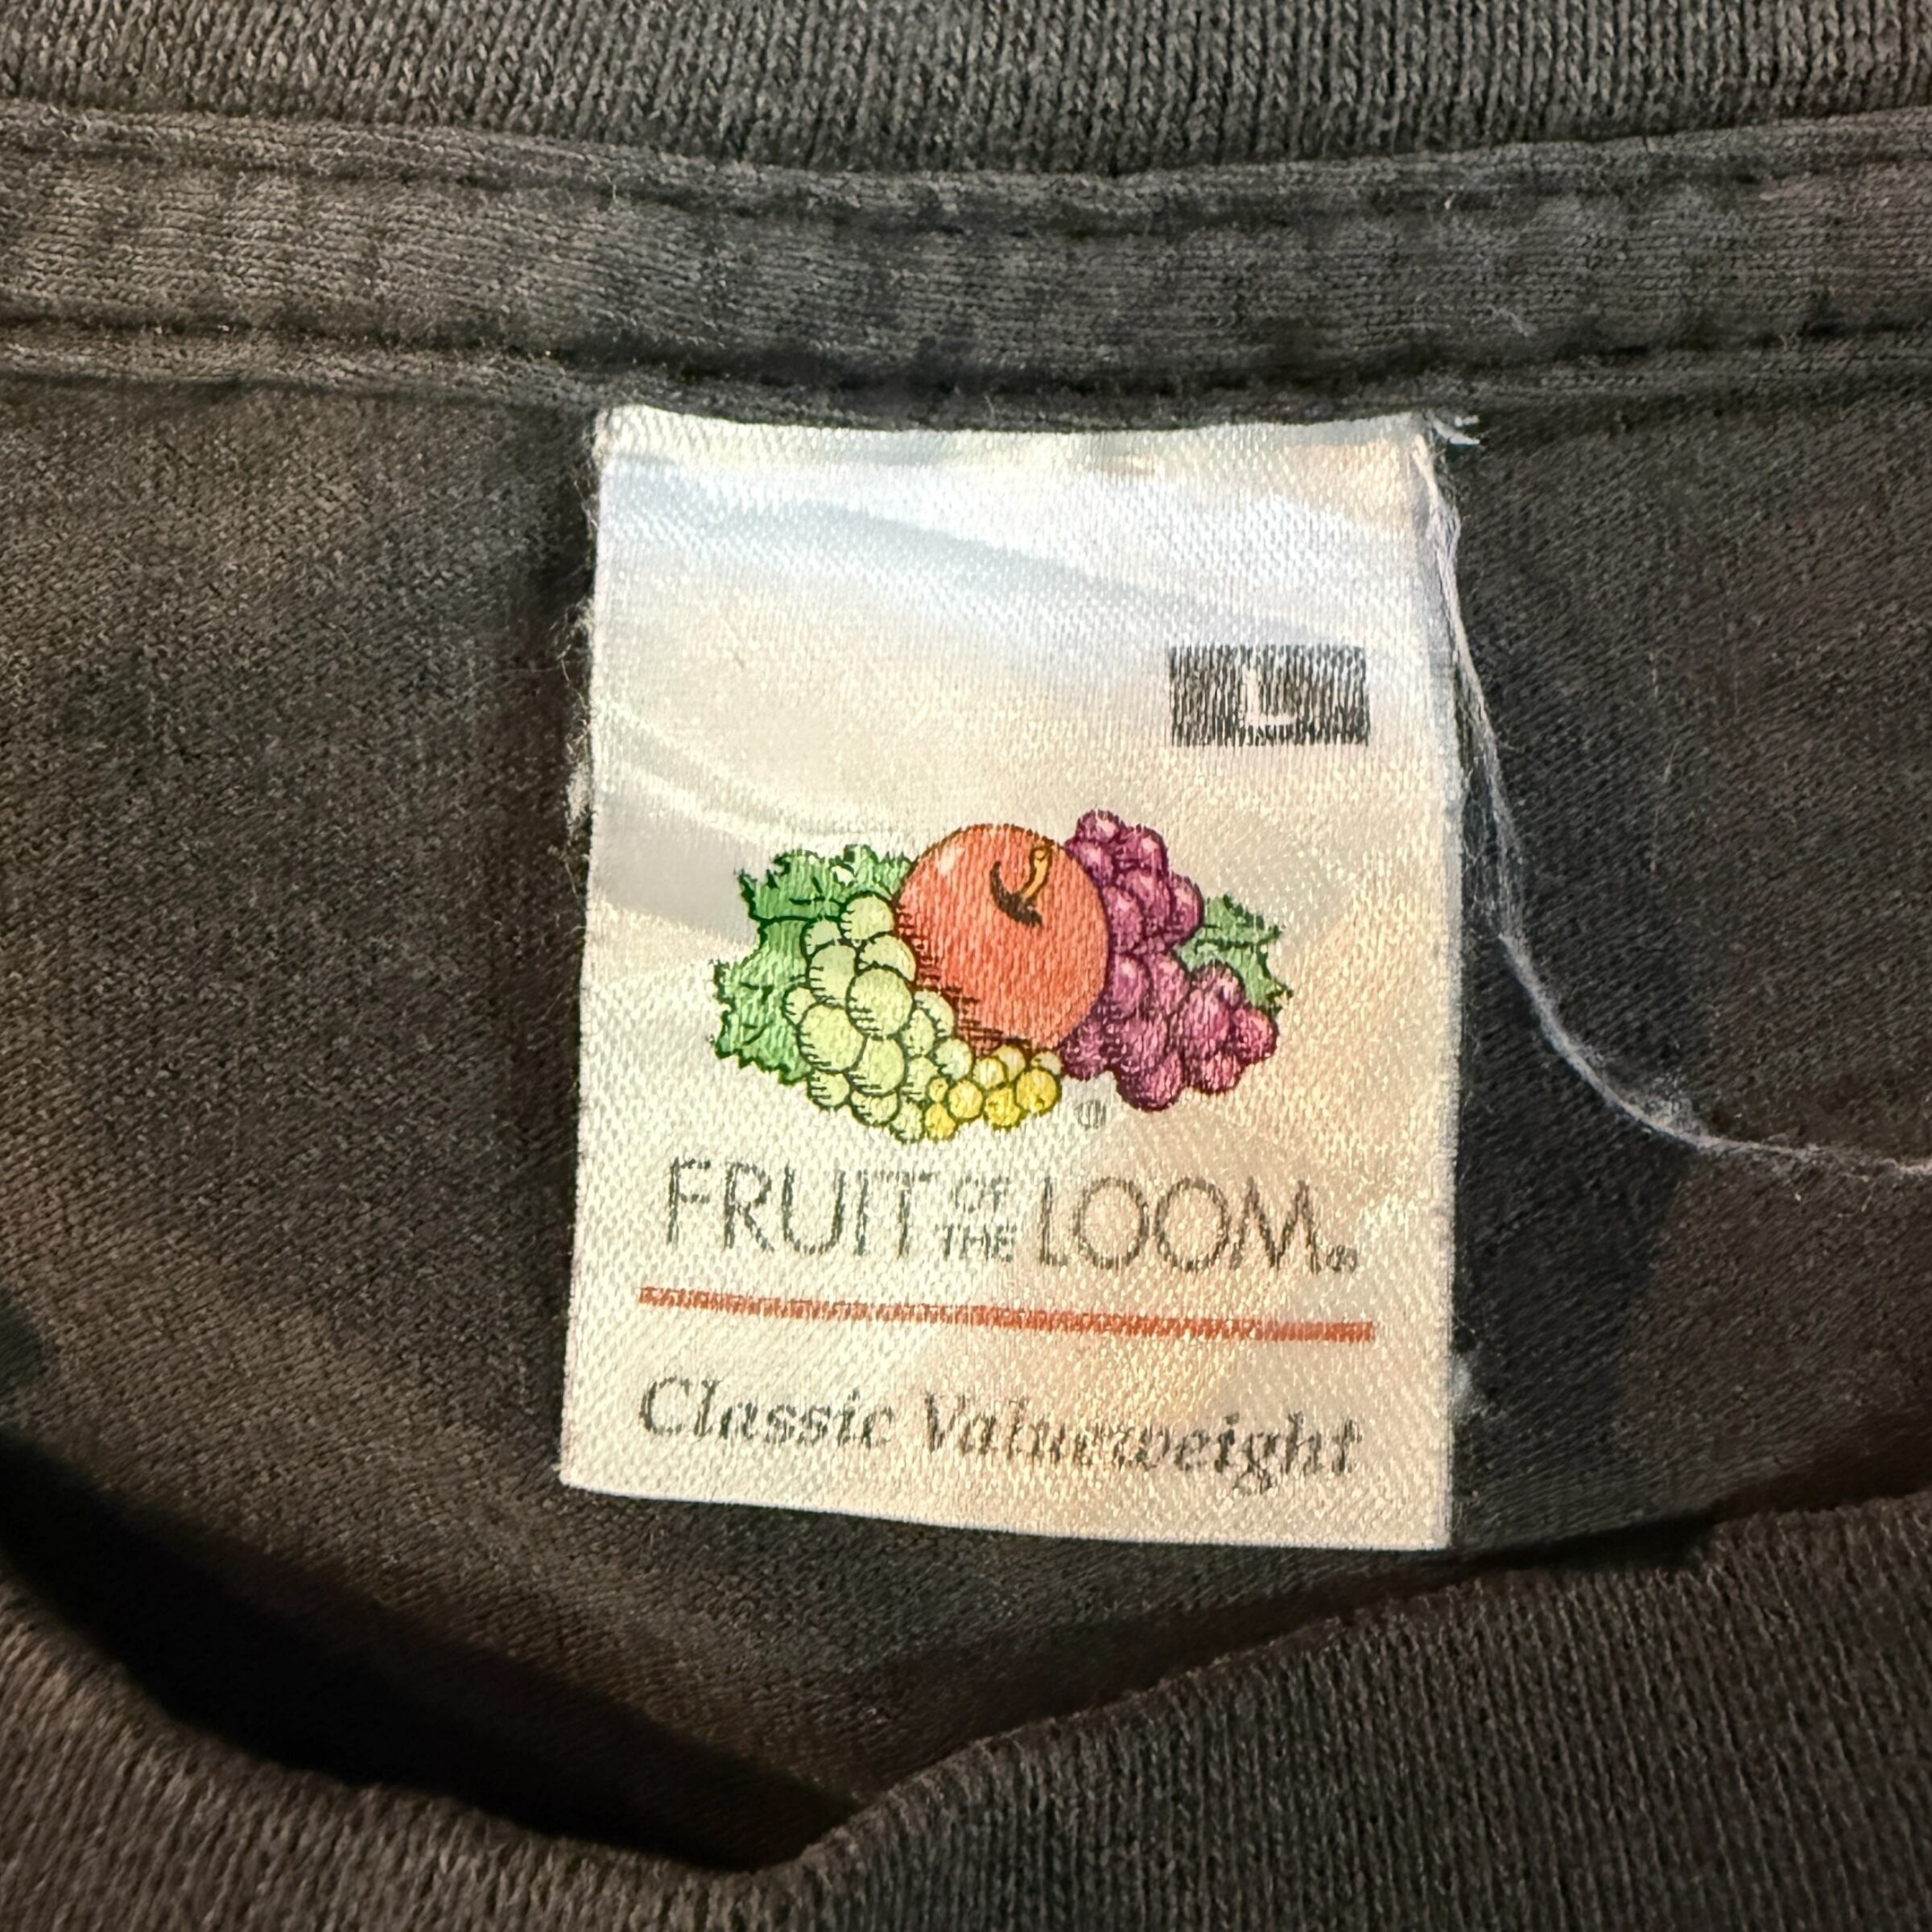 L
®
FRUIT OF THE LOOM®
Classic Valueweight